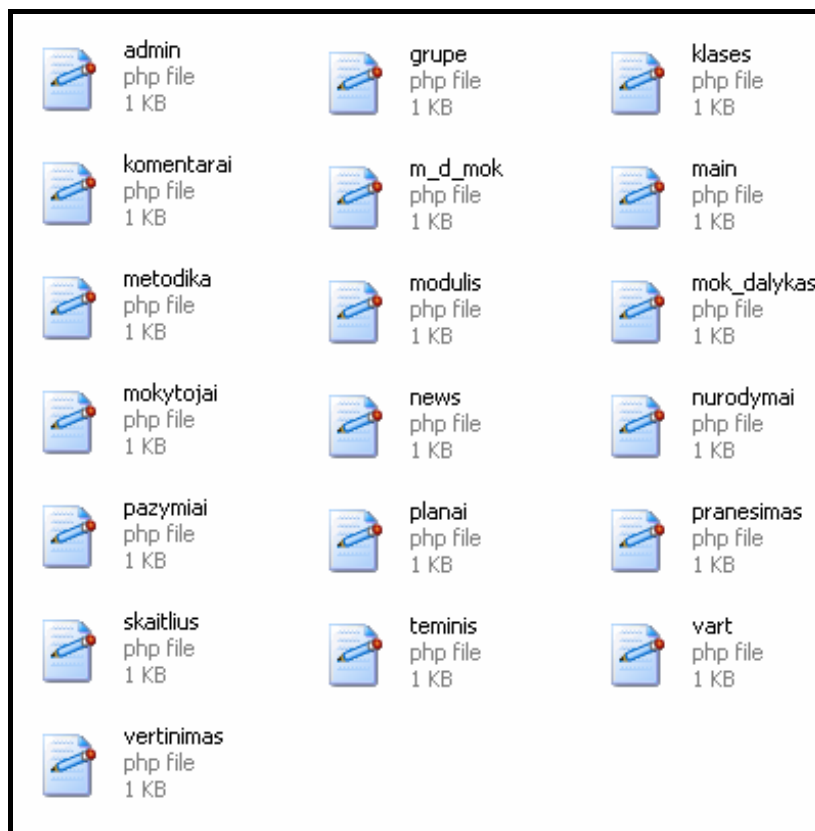 admin
php file
1 KB
grupe
php file
1 KB
klases
php file
1 KB
komentarai
php file
1 KB
m_d_mok
php file
1 KB
main
php file
1 KB
metodika
php file
1 KB
modulis
php file
1 KB
mok_dalykas
php file
1 KB
mokytojai
php file
1 KB
news
php file
1 KB
nurodymai
php file
1 KB
pazymiai
php file
1 KB
planai
php file
1 KB
pranesimas
php file
1 KB
skaitlius
php file
1 KB
teminis
php file
1 KB
vart
php file
1 KB
vertinimas
php file
1 KB